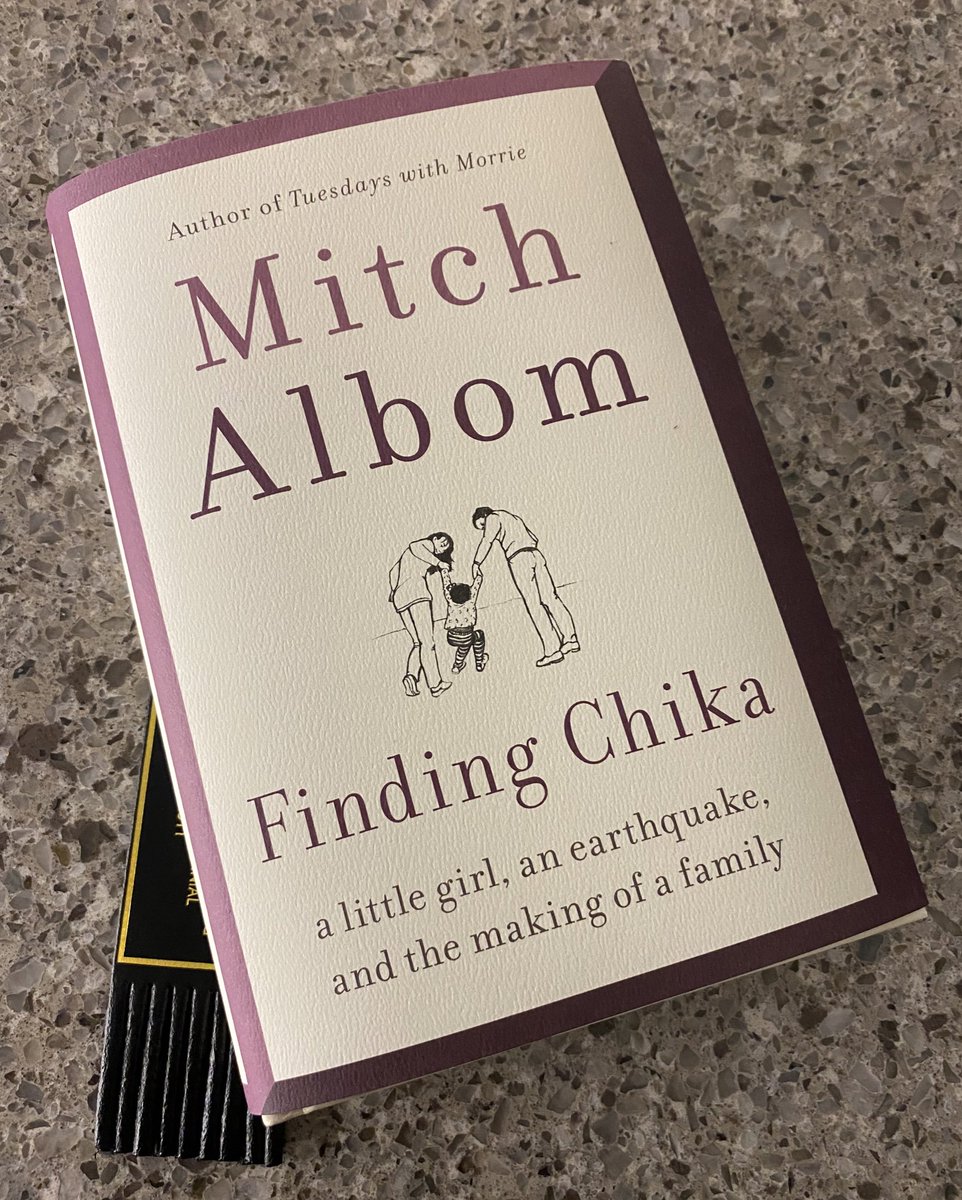 Author of Tuesdays with Morrie
Mitch
Albom
Finding Chika
a little girl, an earthquake,
and the making of a family